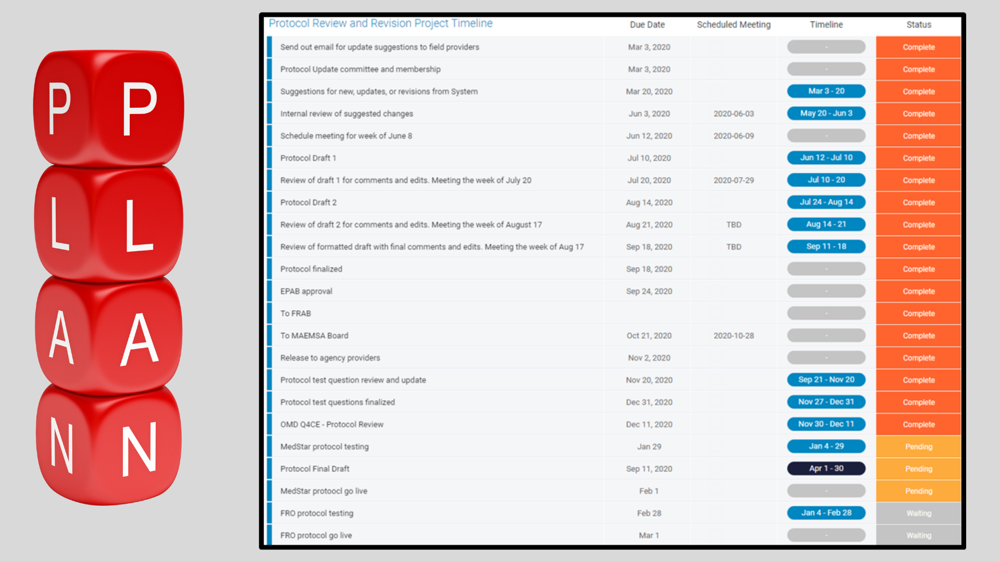 P P
L L
A A
N N
Protocol Review and Revision Project Timeline Due Date Scheduled Meeting Timeline Status
Send out email for update suggestions to field providers Mar 3, 2020 - Complete
Protocol Update committee and membership Mar 3, 2020 - Complete
Suggestions for new, updates, or revisions from System Mar 20, 2020 Mar 3 - 20 Complete
Internal review of suggested changes Jun 3, 2020 2020-06-03 May 20 - Jun 3 Complete
Schedule meeting for week of June 8 Jun 12, 2020 2020-06-09 - Complete
Protocol Draft 1 Jul 10, 2020 Jun 12 - Jul 10 Complete
Review of draft 1 for comments and edits. Meeting the week of July 20 Jul 20, 2020 2020-07-29 Jul 10 - 20 Complete
Protocol Draft 2 Aug 14, 2020 Jul 24 - Aug 14 Complete
Review of draft 2 for comments and edits. Meeting the week of August 17 Aug 21, 2020 TBD Aug 14 - 21 Complete
Review of formatted draft with final comments and edits. Meeting the week of Aug 17 Sep 18, 2020 TBD Sep 11 - 18 Complete
Protocol finalized Sep 18, 2020 - Complete
EPAB approval Sep 24, 2020 - Complete
To FRAB - Complete
To MAEMSA Board Oct 21, 2020 2020-10-28 - Complete
Release to agency providers Nov 2, 2020 - Complete
Protocol test question review and update Nov 20, 2020 Sep 21 - Nov 20 Complete
Protocol test questions finalized Dec 31, 2020 Nov 27 - Dec 31 Complete
OMD Q4CE - Protocol Review Dec 11, 2020 Nov 30 - Dec 11 Complete
MedStar protocol testing Jan 29 Jan 4 - 29 Pending
Protocol Final Draft Sep 11, 2020 Apr 1 - 30 Pending
MedStar protoocl go live Feb 1 - Pending
FRO protocol testing Feb 28 Jan 4 - Feb 28 Waiting
FRO protocol go live Mar 1 - Waiting